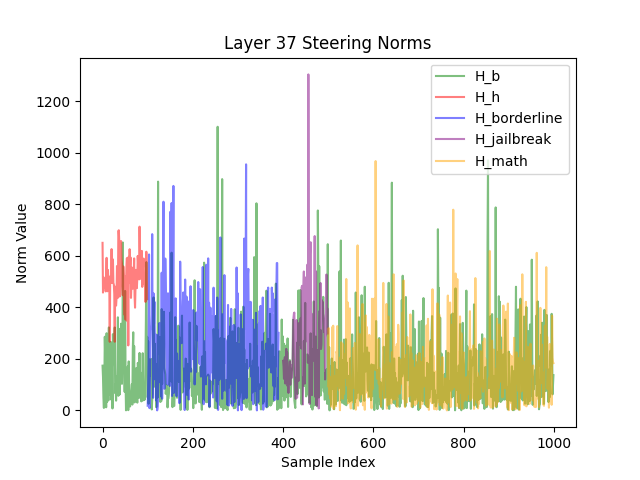 Layer 37 Steering Norms
H_b
H_h
H_borderline
H_jailbreak
H_math
Norm Value
1200
1000
800
600
400
200
0
0 200 400 600 800 1000
Sample Index